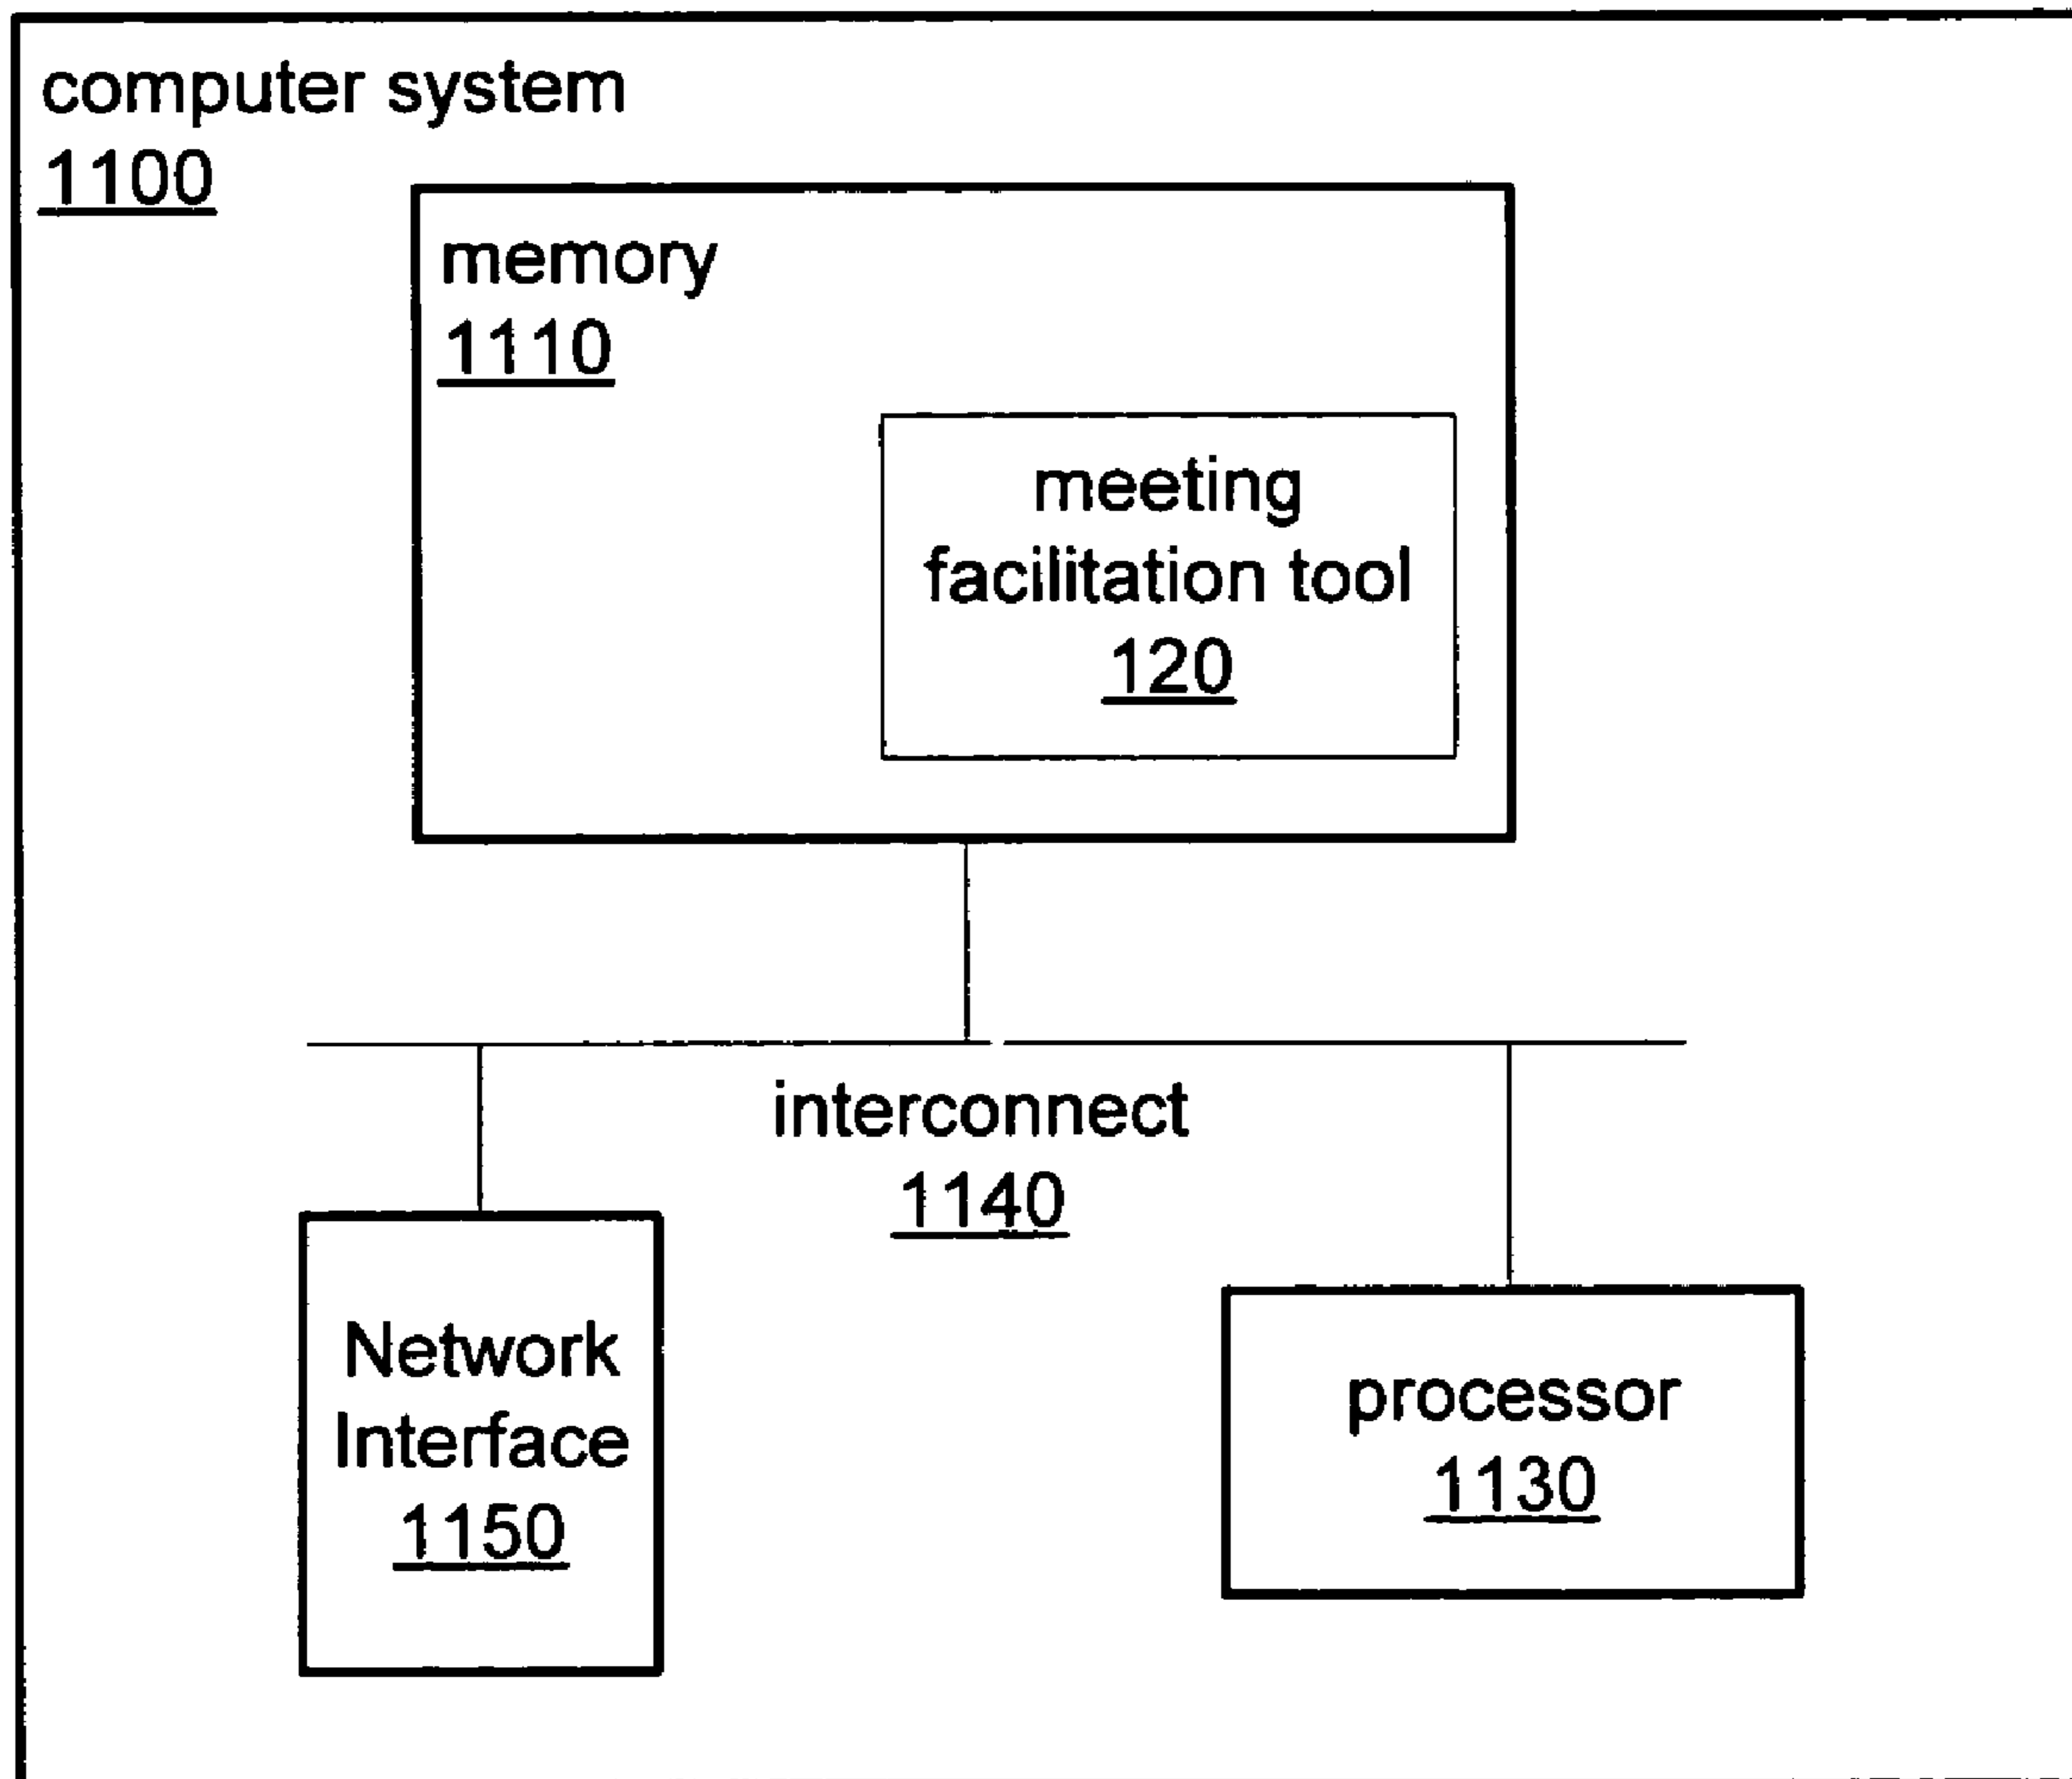 computer system
1100
memory
1110
meeting
facilitation tool
120
interconnect
1140
Network
Interface
1150
processor
1130